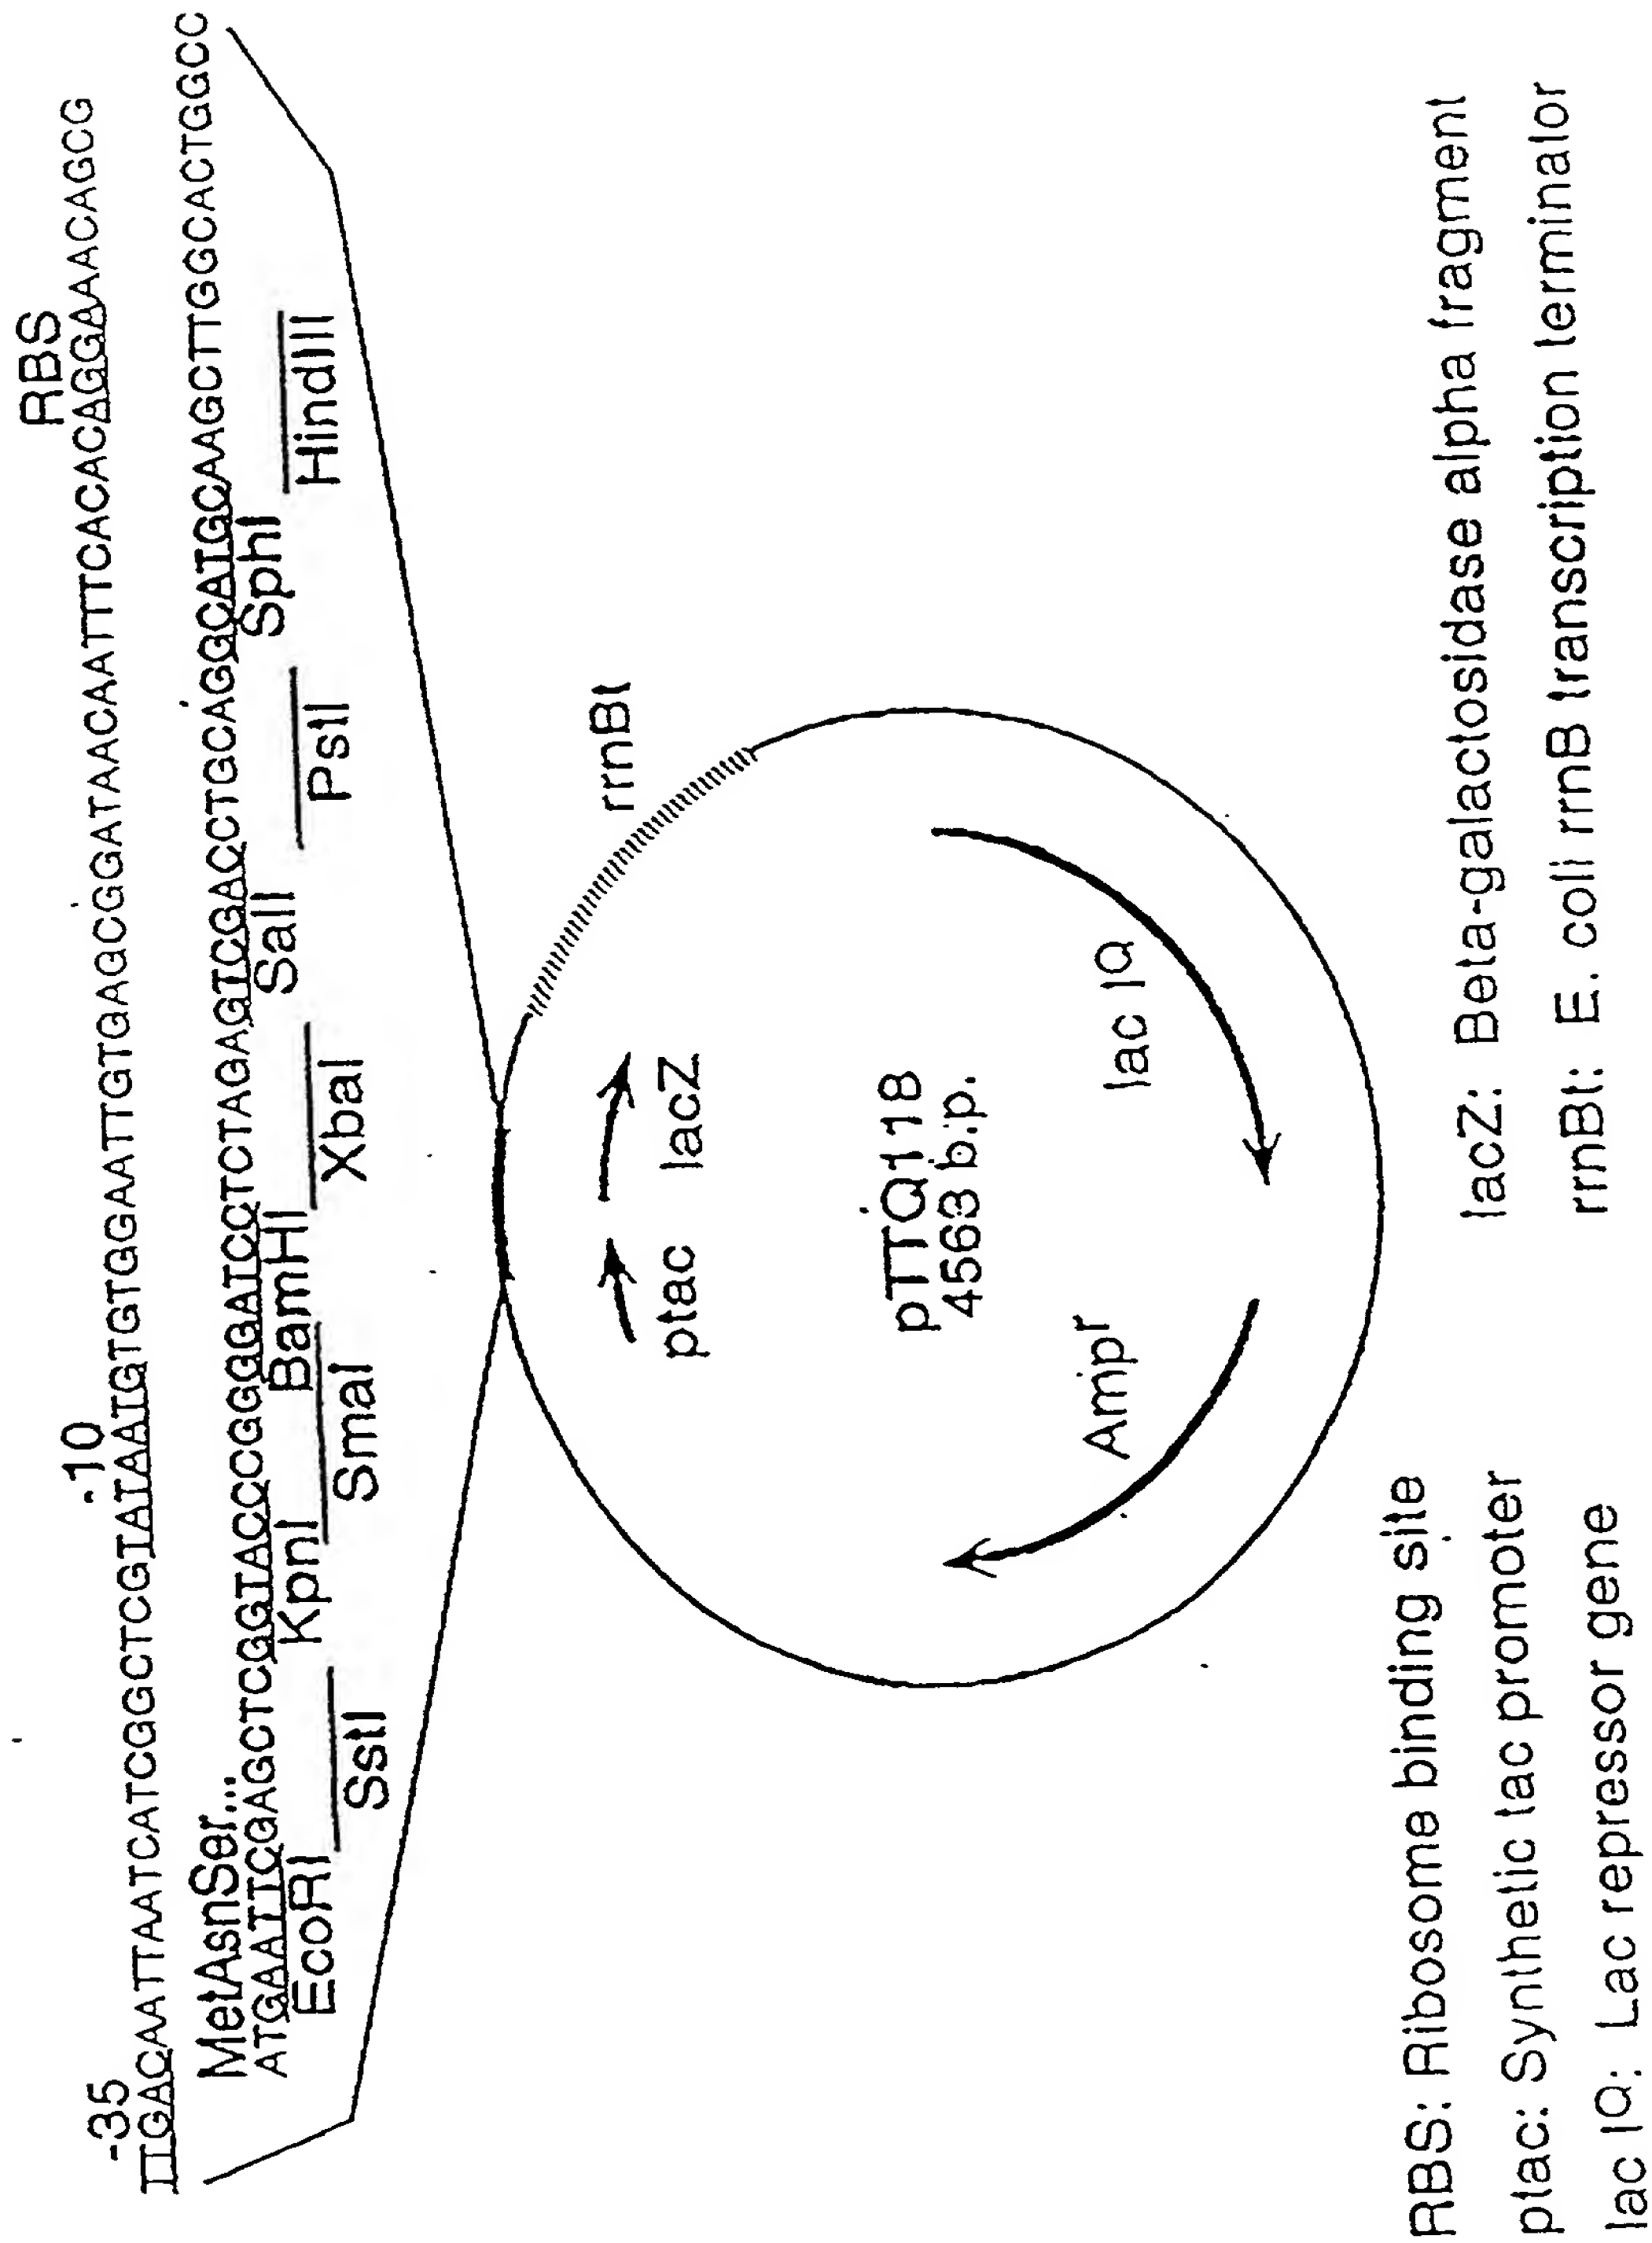 -35 -10 RBS
TTGACAATTAATCATCGGCTCGTATAATGTGTGGAATTGTGAGCGGATAACAATTTCACACAGGAAACAGCG
MetAsnSer...
ATGAATTCGAGCTCGGTACCCGGGGATCCTCTAGAGTCGACCTGCAGGCATGCAAGCTTGGCACTGGCC
EcoRI KpnI BamHI SalI SphI
SstI SmaI XbaI PstI HindIII
rrnBt
ptac lacZ
pTTQ118
4563 b.p.
Ampr lac IQ
RBS: Ribosome binding site
ptac: Synthetic tac promoter
lac IQ: Lac repressor gene
lacZ: Beta-galactosidase alpha fragment
rrnBt: E. coli rrnB transcription terminator